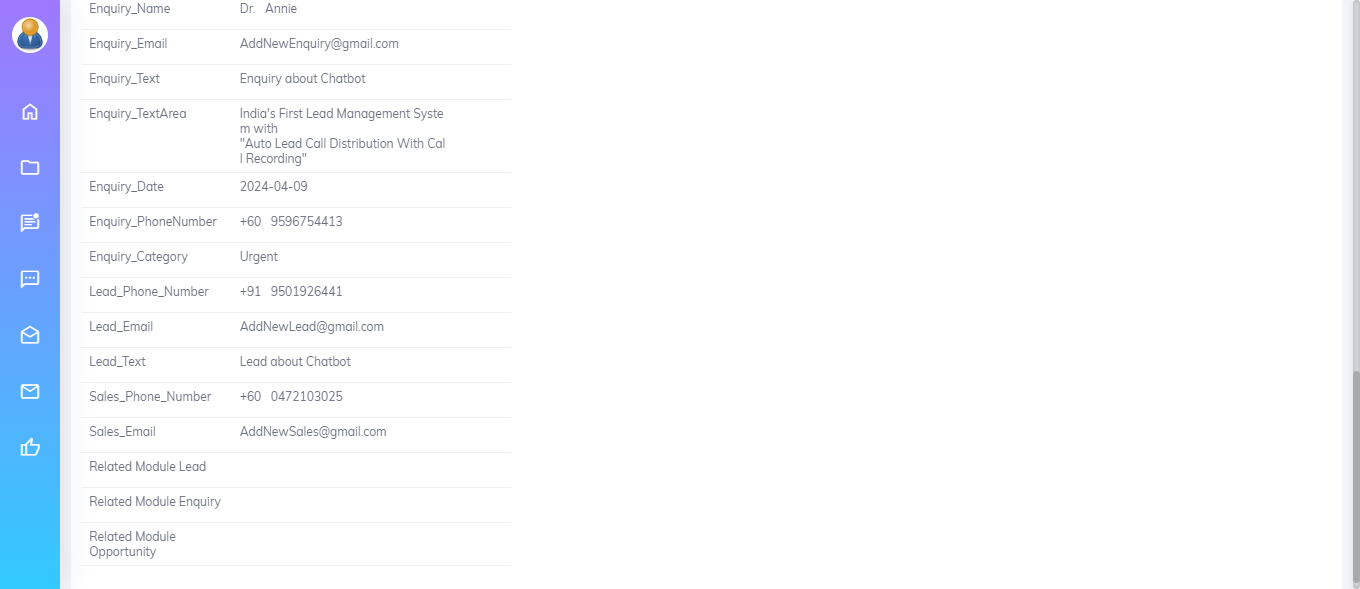 Enquiry_Name Dr. Annie
Enquiry_Email AddNewEnquiry@gmail.com
Enquiry_Text Enquiry about Chatbot
Enquiry_TextArea India's First Lead Management Syste
m with
"Auto Lead Call Distribution With Cal
l Recording"
Enquiry_Date 2024-04-09
Enquiry_PhoneNumber +60 9596754413
Enquiry_Category Urgent
Lead_Phone_Number +91 9501926441
Lead_Email AddNewLead@gmail.com
Lead_Text Lead about Chatbot
Sales_Phone_Number +60 0472103025
Sales_Email AddNewSales@gmail.com
Related Module Lead
Related Module Enquiry
Related Module
Opportunity